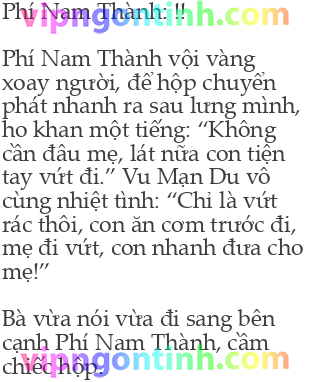 Phí Nam Thành: !!
vipngontinh.com
Phí Nam Thành vội vàng
xoay người, để hộp chuyển
phát nhanh ra sau lưng mình,
ho khan một tiếng: “Không
cần đâu mẹ, lát nữa con tiện
tay vứt đi.” Vu Mạn Du vô
cùng nhiệt tình: “Chỉ là vứt
rác thôi, con ăn cơm trước đi,
mẹ đi vứt, con nhanh đưa cho
mẹ!”
Bà vừa nói vừa đi sang bên
cạnh Phí Nam Thành, cầm
vipngontinh.com
chiếc hộp.